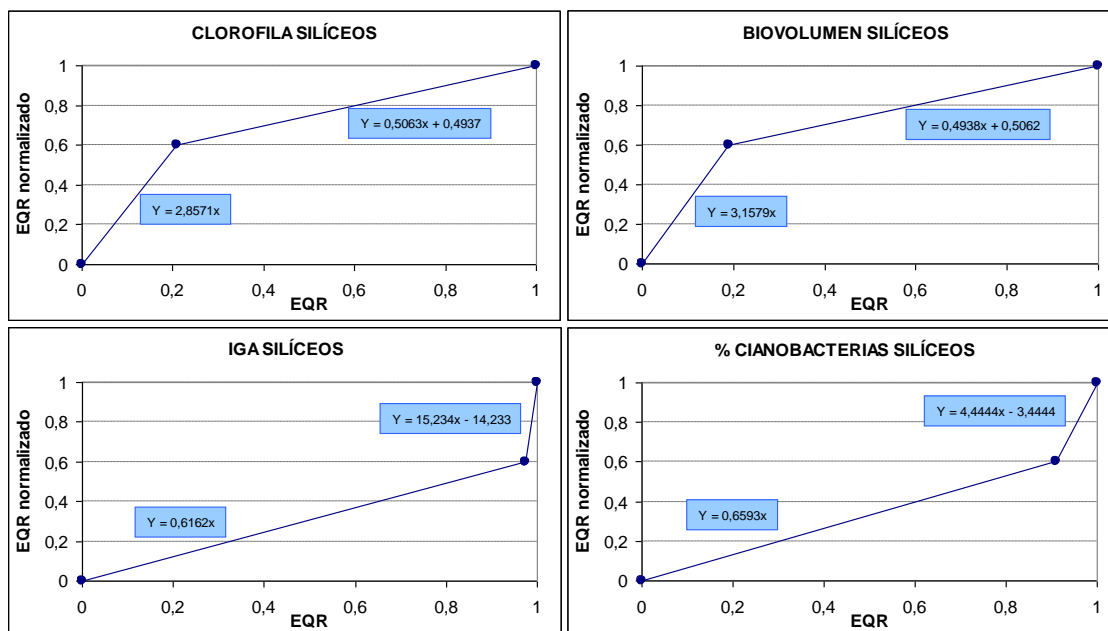 CLOROFILA SILÍCEOS
EQR normalizado
1
0,8
0,6
0,4
0,2
0
Y = 0,5063x + 0,4937
Y = 2,8571x
0 0,2 0,4 0,6 0,8 1
EQR
BIOVOLUMEN SILÍCEOS
EQR normalizado
1
0,8
0,6
0,4
0,2
0
Y = 0,4938x + 0,5062
Y = 3,1579x
0 0,2 0,4 0,6 0,8 1
EQR
IGA SILÍCEOS
EQR normalizado
1
0,8
0,6
0,4
0,2
0
Y = 15,234x - 14,233
Y = 0,6162x
0 0,2 0,4 0,6 0,8 1
EQR
% CIANOBACTERIAS SILÍCEOS
EQR normalizado
1
0,8
0,6
0,4
0,2
0
Y = 4,4444x - 3,4444
Y = 0,6593x
0 0,2 0,4 0,6 0,8 1
EQR